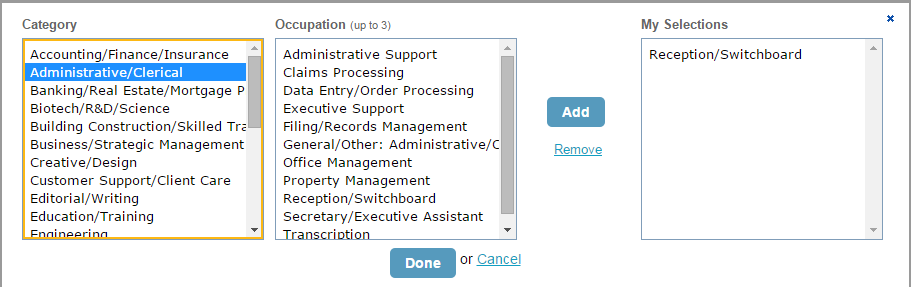 Category
Accounting/Finance/Insurance
Administrative/Clerical
Banking/Real Estate/Mortgage P
Biotech/R&D/Science
Building Construction/Skilled Tra
Business/Strategic Management
Creative/Design
Customer Support/Client Care
Editorial/Writing
Education/Training
Engineering
Occupation (up to 3)
Administrative Support
Claims Processing
Data Entry/Order Processing
Executive Support
Filing/Records Management
General/Other: Administrative/C
Office Management
Property Management
Reception/Switchboard
Secretary/Executive Assistant
Transcription
Add
Remove
My Selections
Reception/Switchboard
Done or Cancel